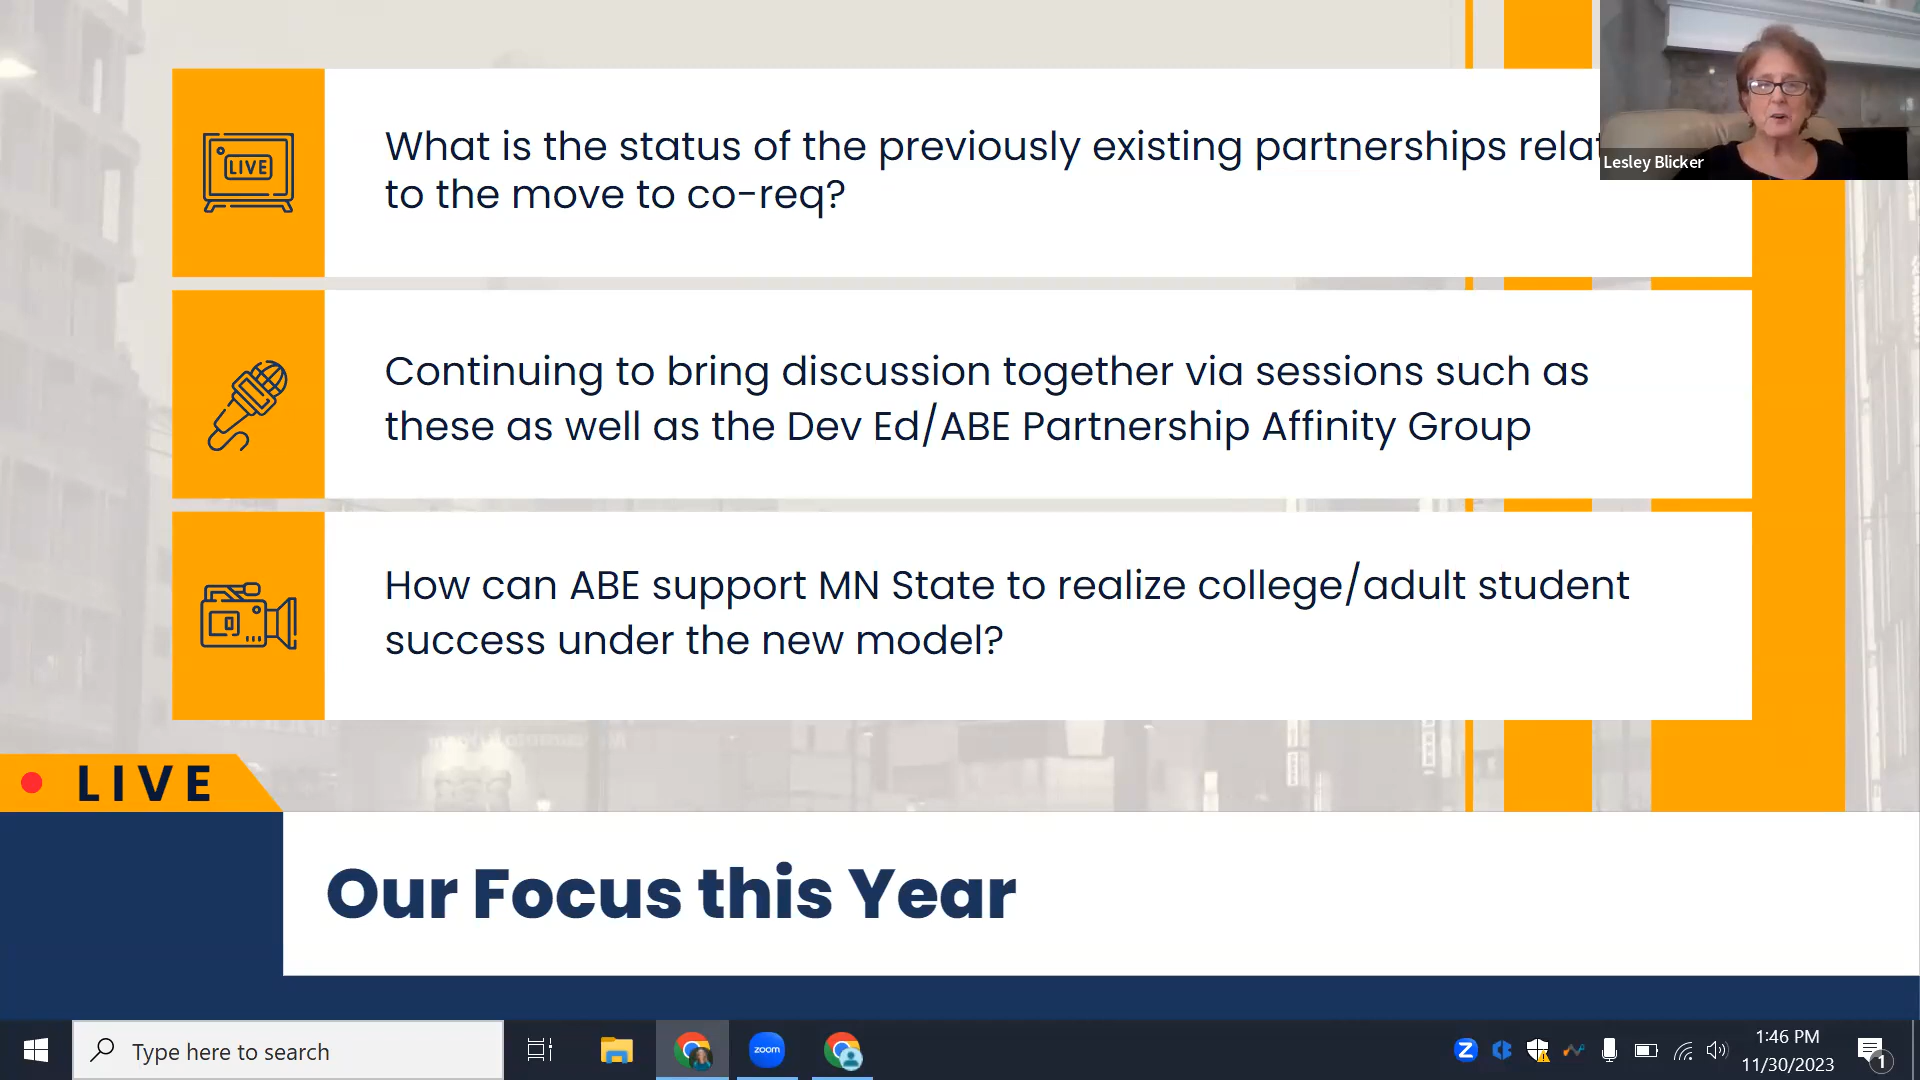 What is the status of the previously existing partnerships relat
to the move to co-req?
Lesley Blicker
LIVE
Continuing to bring discussion together via sessions such as
these as well as the Dev Ed/ABE Partnership Affinity Group
How can ABE support MN State to realize college/adult student
success under the new model?
LIVE
Our Focus this Year
Type here to search
zoom
1:46 PM
11/30/2023
1